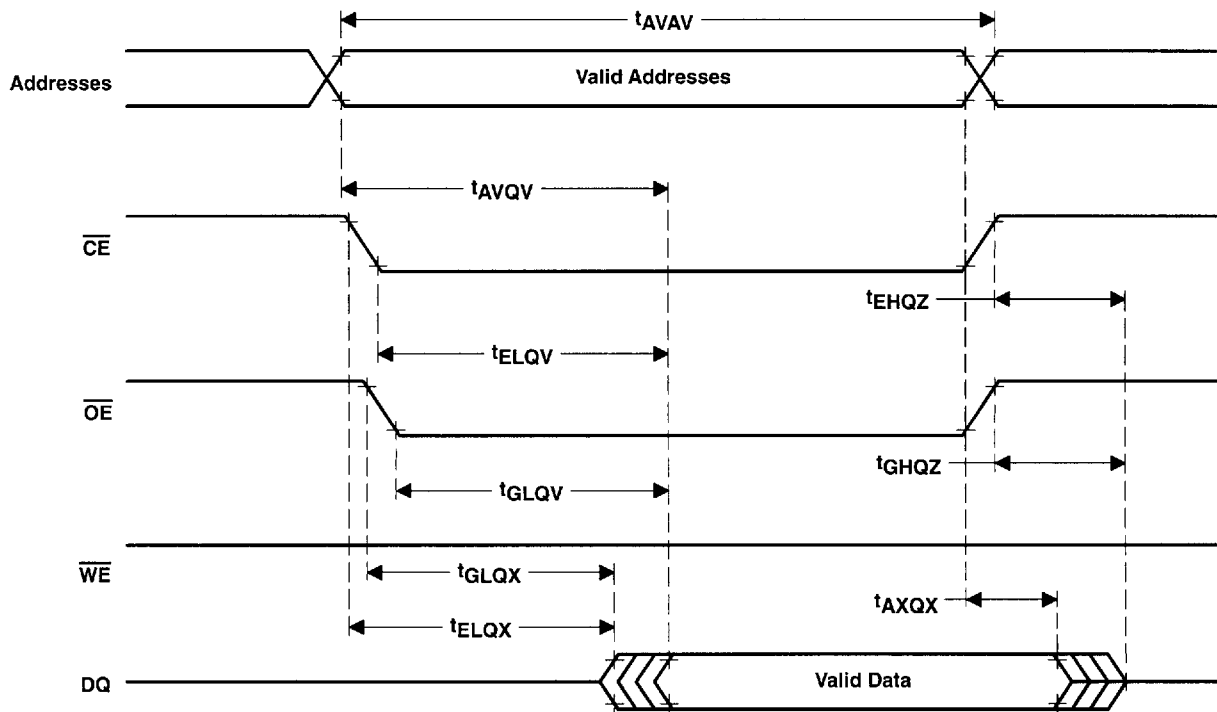 tAVAV
Addresses
Valid Addresses
tAVQV
CE
tEHQZ
tELQV
OE
tGHQZ
tGLQV
WE
tGLQX
tAXQX
tELQX
DQ
Valid Data